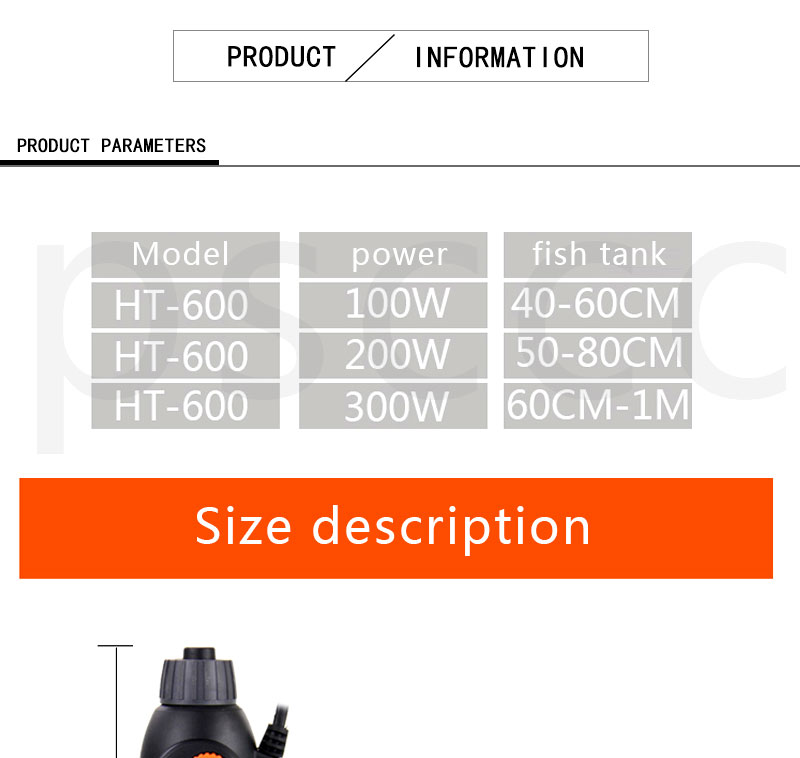 PRODUCT INFORMATION
PRODUCT PARAMETERS
Model power fish tank
HT-600 100W 40-60CM
HT-600 200W 50-80CM
HT-600 300W 60CM-1M
psccc
Size description